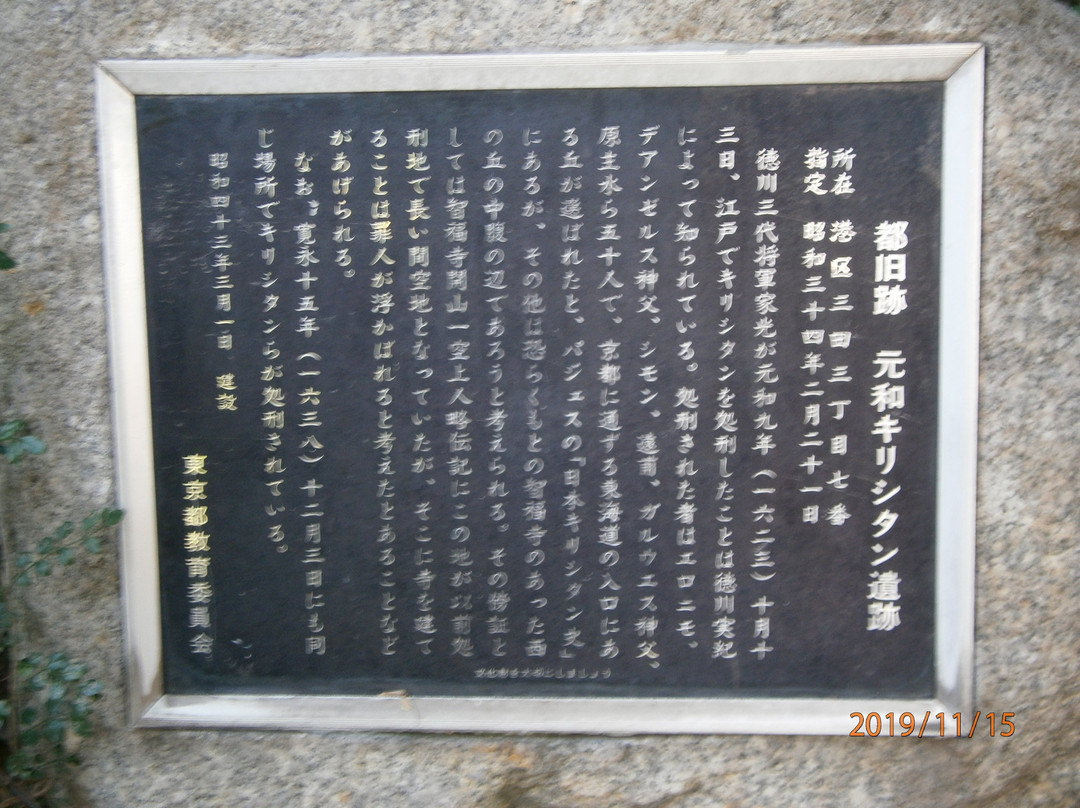 都旧跡 元和キリシタン遺跡
所在 港区三田三丁目七番
指定 昭和三十四年二月二十一日
徳川三代将軍家光が元和九年（一六二三）十月十
三日、江戸でキリシタンを処刑したことは徳川実紀
によって知られている。処刑された者はエロニモ、
デアンゼルス神父、シモン、遠甫、ガルウエス神父、
原主水ら五十人で、京都に通ずる東海道の入口にあ
る丘が選ばれたと、パジェスの「日本キリシタン史」
にあるが、その他は恐らくもとの智福寺のあった西
の丘の中腹の辺であろうと考えられる。その傍証と
しては智福寺開山一空上人略伝記にこの地が以前処
刑地で長い間空地となっていたが、そこに寺を建て
ることは罪人が浮かばれると考えたとあることなど
があげられる。
なお、寛永十五年（一六三八）十二月三日にも同
じ場所でキリシタンらが処刑されている。
昭和四十三年三月一日 建設
東京都教育委員会
文化財を大切にしましょう
2019/11/15